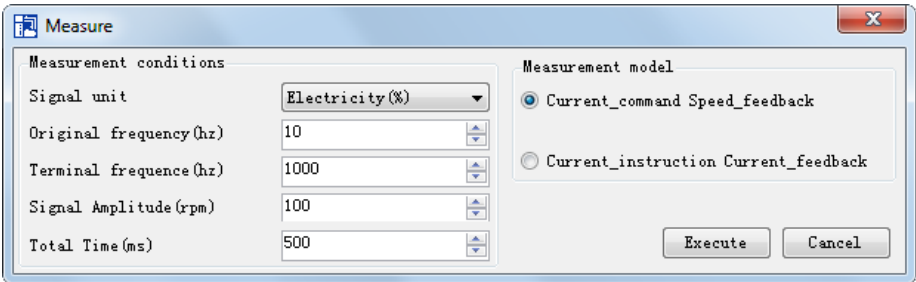 Measure
Measurement conditions
Signal unit
Electricity(%)
Original frequency(hz)
10
Terminal frequence(hz)
1000
Signal Amplitude(rpm)
100
Total Time(ms)
500
Measurement model
Current_command Speed_feedback
Current_instruction Current_feedback
Execute
Cancel